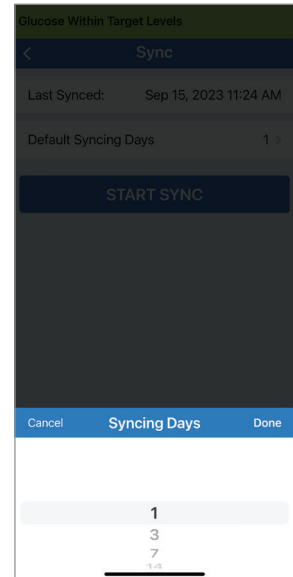 Glucose Within Target Levels
Sync
Last Synced: Sep 15, 2023 11:24 AM
Default Syncing Days 1
START SYNC
Cancel Syncing Days Done
1
3
7
14